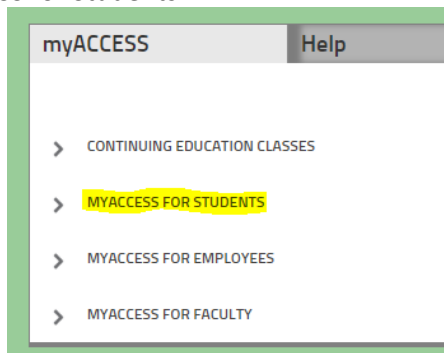 myACCESS Help
CONTINUING EDUCATION CLASSES
MYACCESS FOR STUDENTS
MYACCESS FOR EMPLOYEES
MYACCESS FOR FACULTY